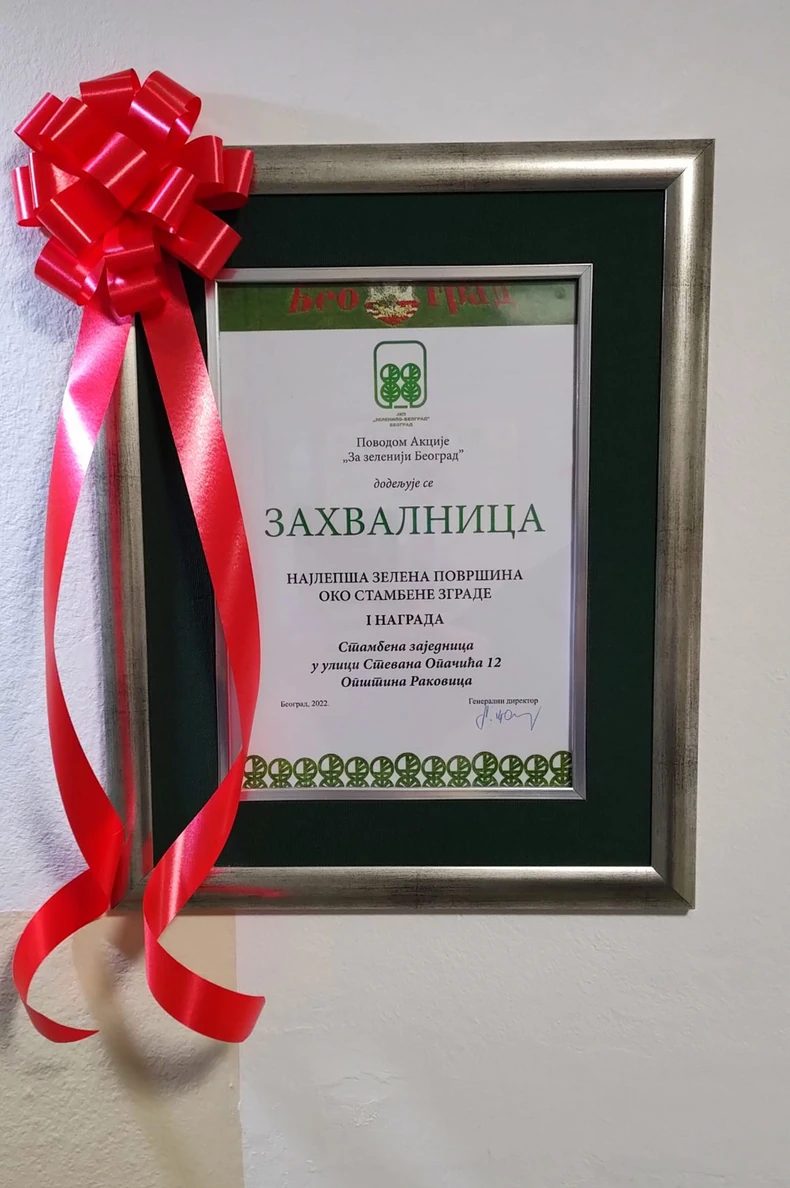 Београд
ЈКП
„ЗЕЛЕНИЛО-БЕОГРАД”
БЕОГРАД
Поводом Акције
„За зеленији Београд”
додељује се
ЗАХВАЛНИЦА
НАЈЛЕПША ЗЕЛЕНА ПОВРШИНА
ОКО СТАМБЕНЕ ЗГРАДЕ
I НАГРАДА
Стамбена заједница
у улици Стевана Опачића 12
Општина Раковица
Београд, 2022.
Генерални директор